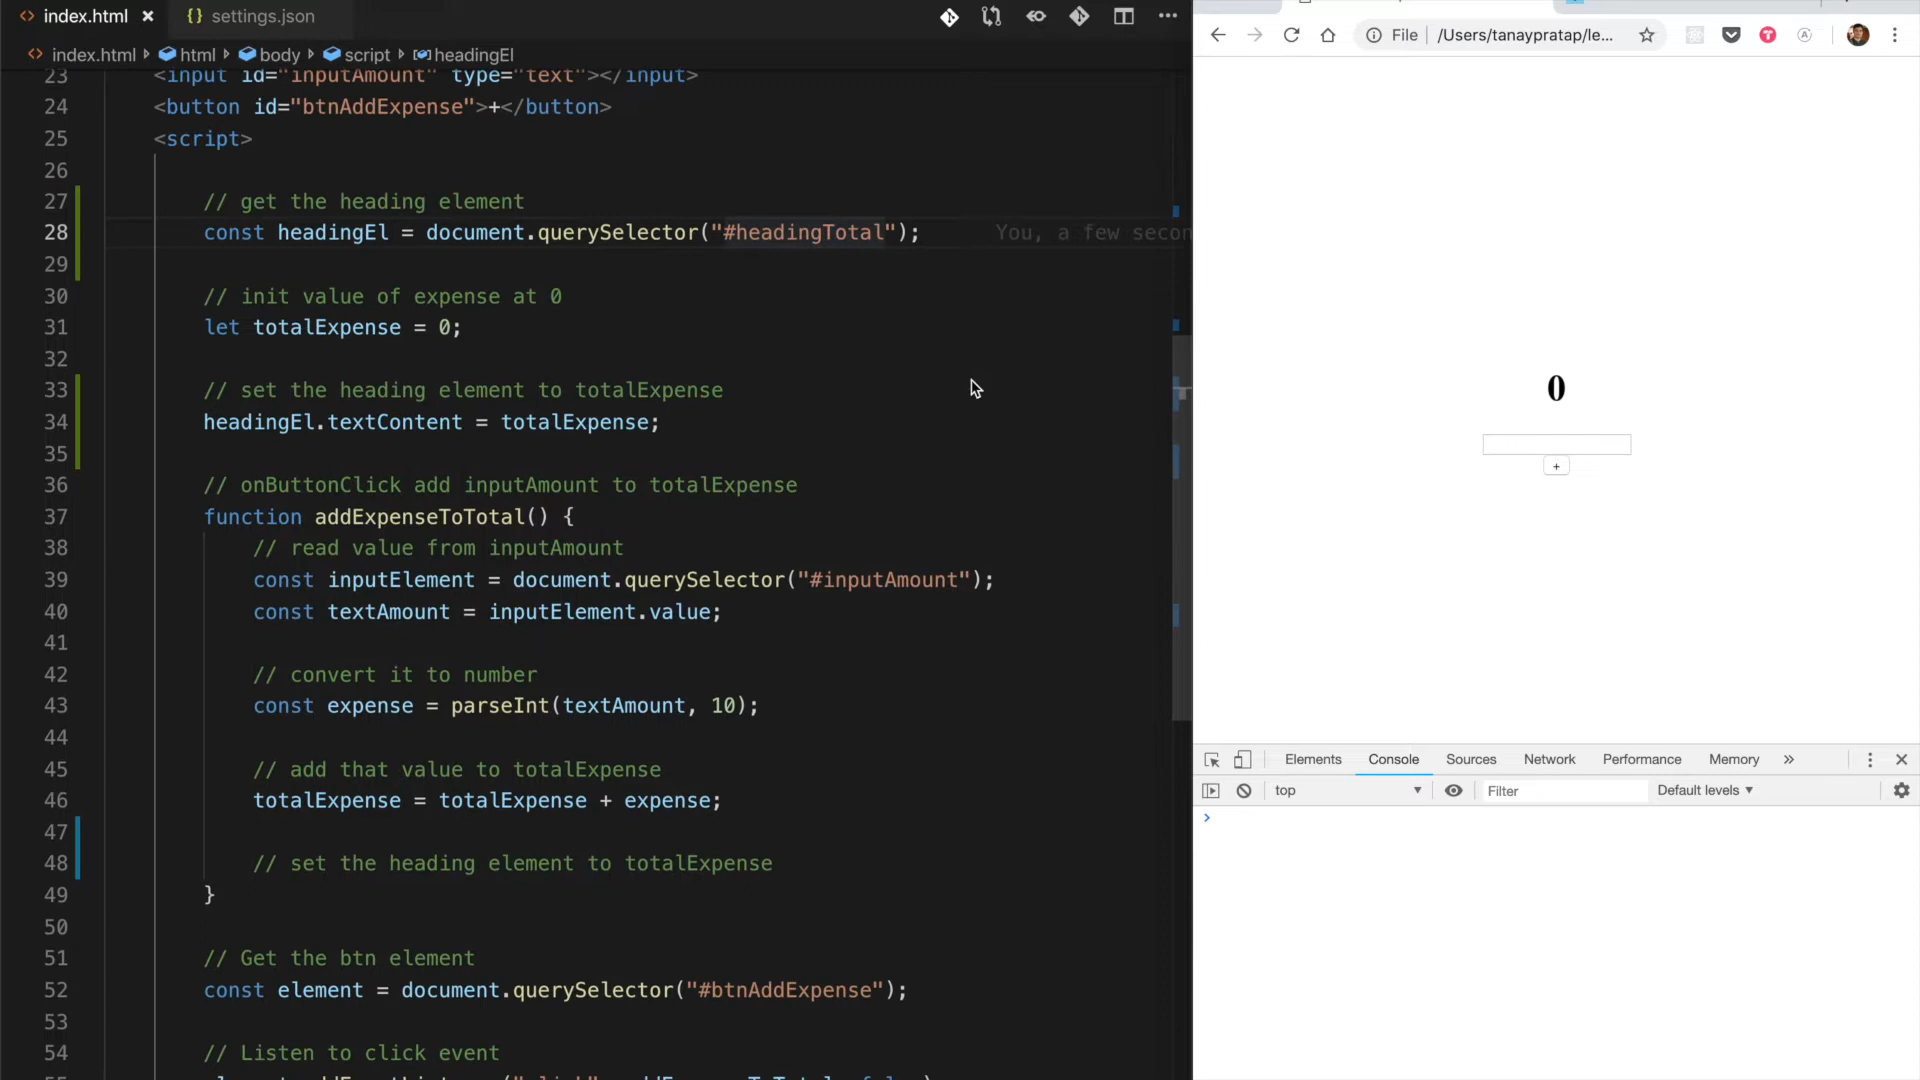 index.html
settings.json
index.html
html
body
script
headingEl
23 <input id="inputAmount" type="text"></input>
24 <button id="btnAddExpense">+</button>
25 <script>
26
27 // get the heading element
28 const headingEl = document.querySelector("#headingTotal"); You, a few secon
29
30 // init value of expense at 0
31 let totalExpense = 0;
32
33 // set the heading element to totalExpense
34 headingEl.textContent = totalExpense;
35
36 // onButtonClick add inputAmount to totalExpense
37 function addExpenseToTotal() {
38 // read value from inputAmount
39 const inputElement = document.querySelector("#inputAmount");
40 const textAmount = inputElement.value;
41
42 // convert it to number
43 const expense = parseInt(textAmount, 10);
44
45 // add that value to totalExpense
46 totalExpense = totalExpense + expense;
47
48 // set the heading element to totalExpense
49 }
50
51 // Get the btn element
52 const element = document.querySelector("#btnAddExpense");
53
54 // Listen to click event
File /Users/tanaypratap/le...
0
+
Elements Console Sources Network Performance Memory
top Filter Default levels